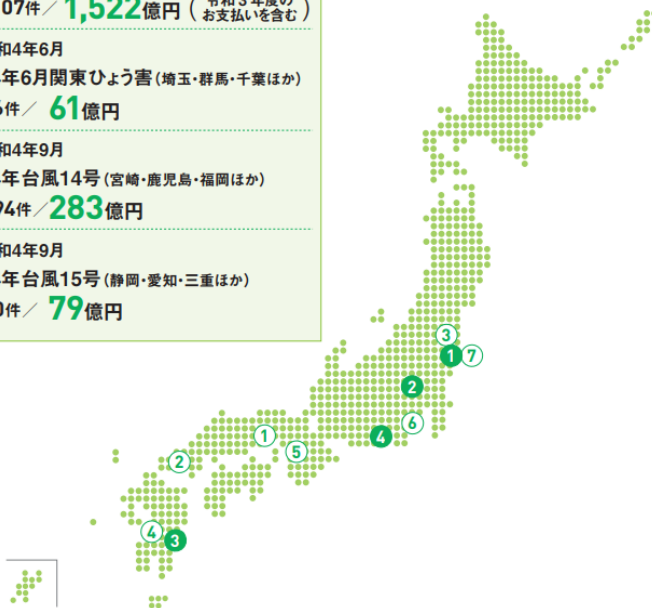 07件／1,522億円（令和3年度のお支払いを含む）
和4年6月
年6月関東ひょう害（埼玉・群馬・千葉ほか）
件／ 61億円
和4年9月
年台風14号（宮崎・鹿児島・福岡ほか）
94件／283億円
和4年9月
年台風15号（静岡・愛知・三重ほか）
0件／ 79億円
3
1 7
2
6
4
1
5
2
4
3